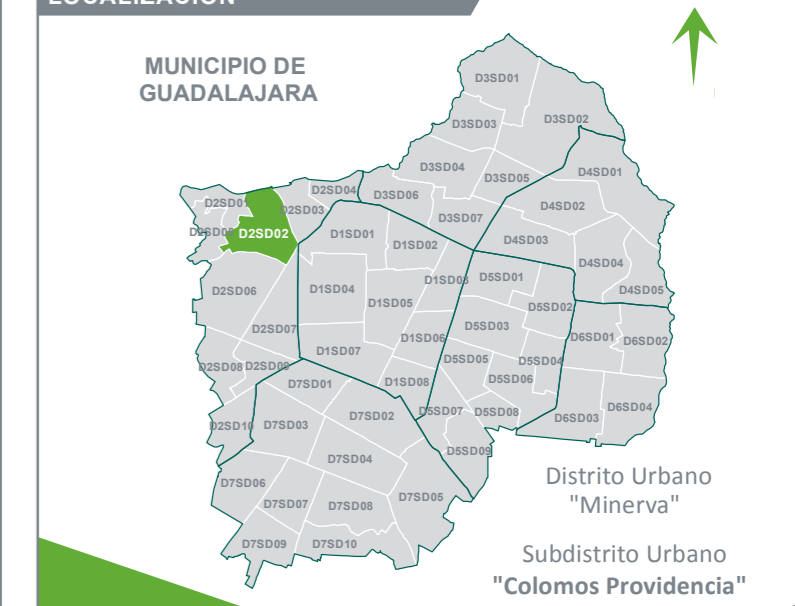 LOCALIZACIÓN
MUNICIPIO DE
GUADALAJARA
D3SD01
D3SD02
D3SD03
D3SD04
D3SD05
D4SD01
D2SD04
D3SD06
D2SD01
D2SD03
D4SD02
D3SD07
D2SD05
D2SD02
D1SD01
D1SD02
D4SD03
D4SD04
D1SD03
D5SD01
D2SD06
D1SD04
D4SD05
D1SD05
D5SD02
D2SD07
D5SD03
D1SD06
D6SD01
D6SD02
D1SD07
D5SD05
D5SD04
D2SD08
D2SD09
D7SD01
D1SD08
D5SD06
D6SD04
D7SD02
D5SD07
D5SD08
D6SD03
D2SD10
D7SD03
D5SD09
D7SD04
D7SD06
D7SD05
D7SD07
D7SD08
D7SD09
D7SD10
Distrito Urbano
"Minerva"
Subdistrito Urbano
"Colomos Providencia"